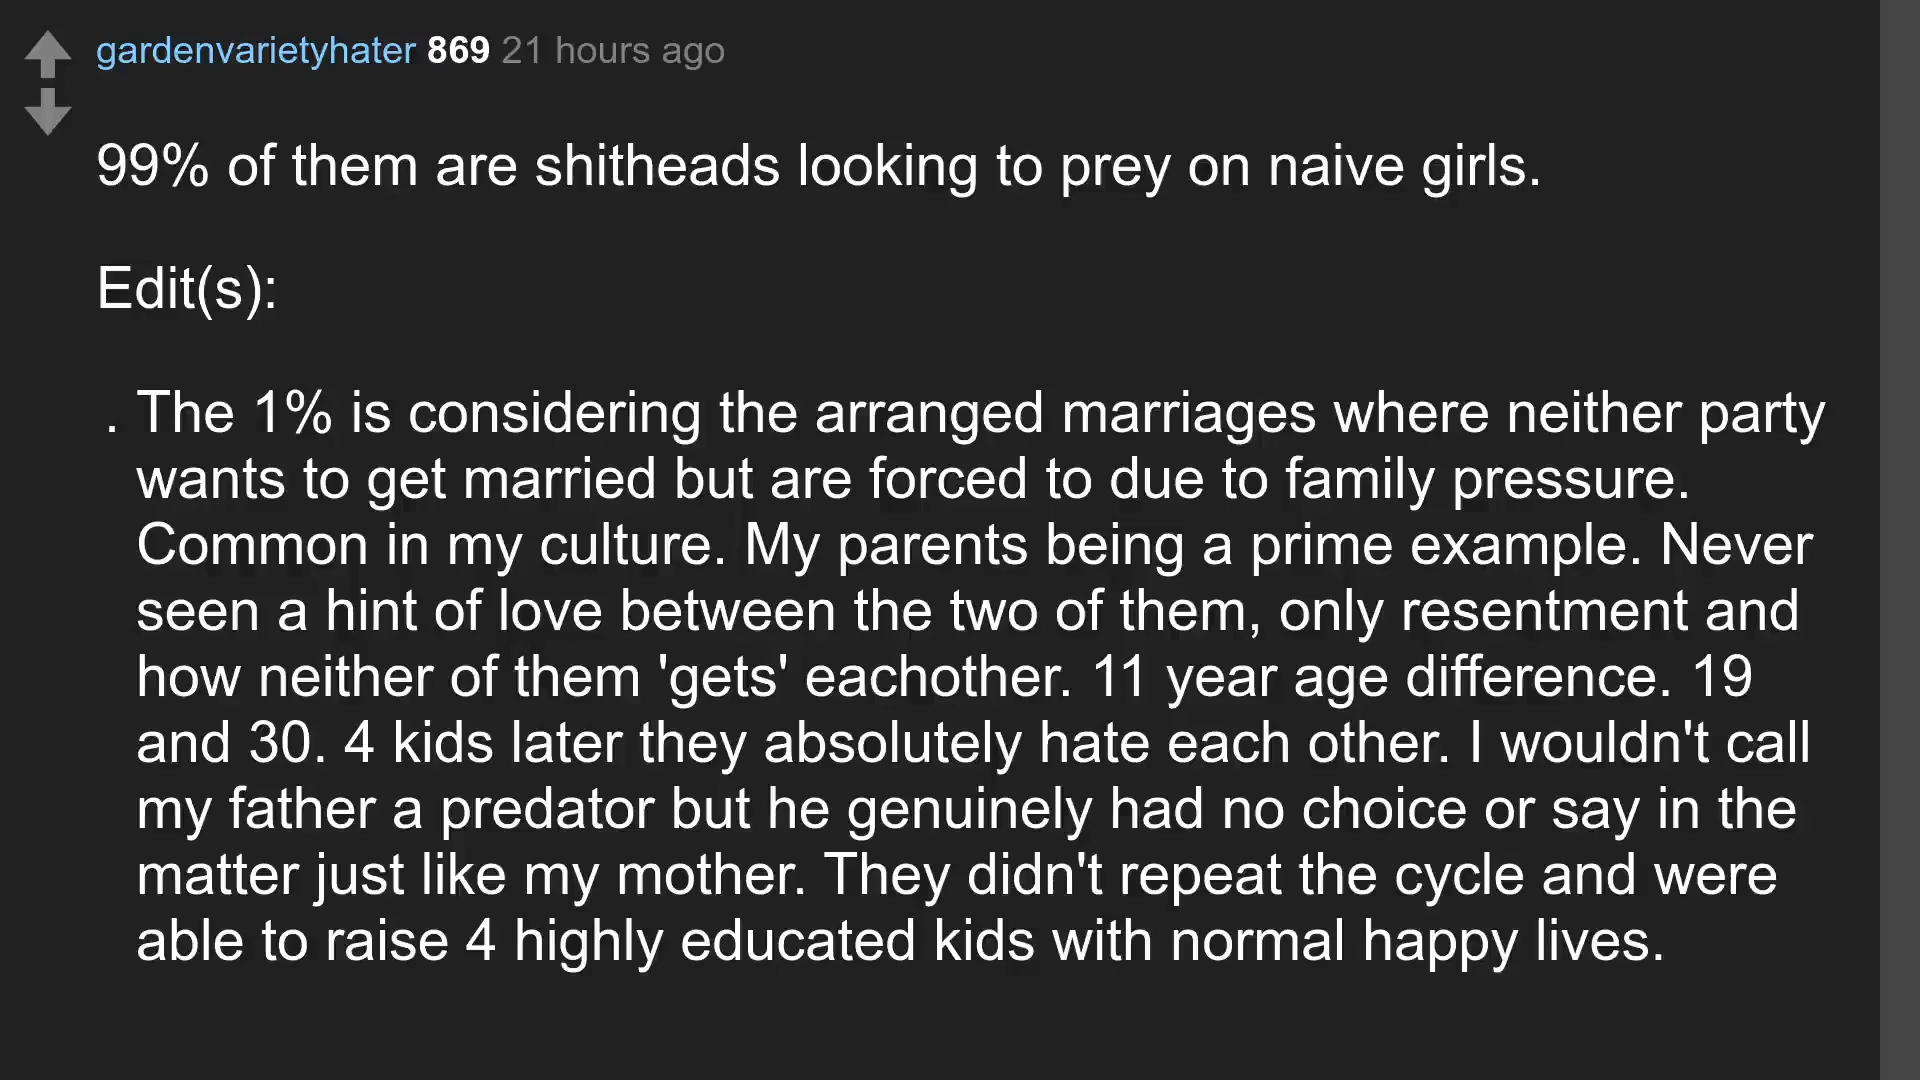 gardenvarietyhater 869 21 hours ago
99% of them are shitheads looking to prey on naive girls.
Edit(s):
. The 1% is considering the arranged marriages where neither party
wants to get married but are forced to due to family pressure.
Common in my culture. My parents being a prime example. Never
seen a hint of love between the two of them, only resentment and
how neither of them 'gets' eachother. 11 year age difference. 19
and 30. 4 kids later they absolutely hate each other. I wouldn't call
my father a predator but he genuinely had no choice or say in the
matter just like my mother. They didn't repeat the cycle and were
able to raise 4 highly educated kids with normal happy lives.